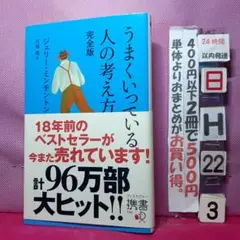 うまくいっている
人の考え方
完全版
ジェリー・ミンチントン
18年前の
ベストセラーが
今また売れています!
計96万部
大ヒット!!
携書
24時間
以内発送
400円以下2冊で500円
単体よりおまとめがお買い得。
日
H
22
3